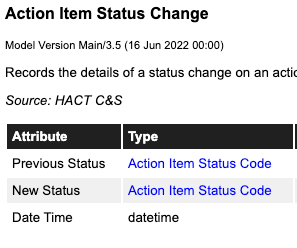 Action Item Status Change
Model Version Main/3.5 (16 Jun 2022 00:00)
Records the details of a status change on an
Source: HACT C&S
Attribute Type
Previous Status Action Item Status Code
New Status Action Item Status Code
Date Time datetime